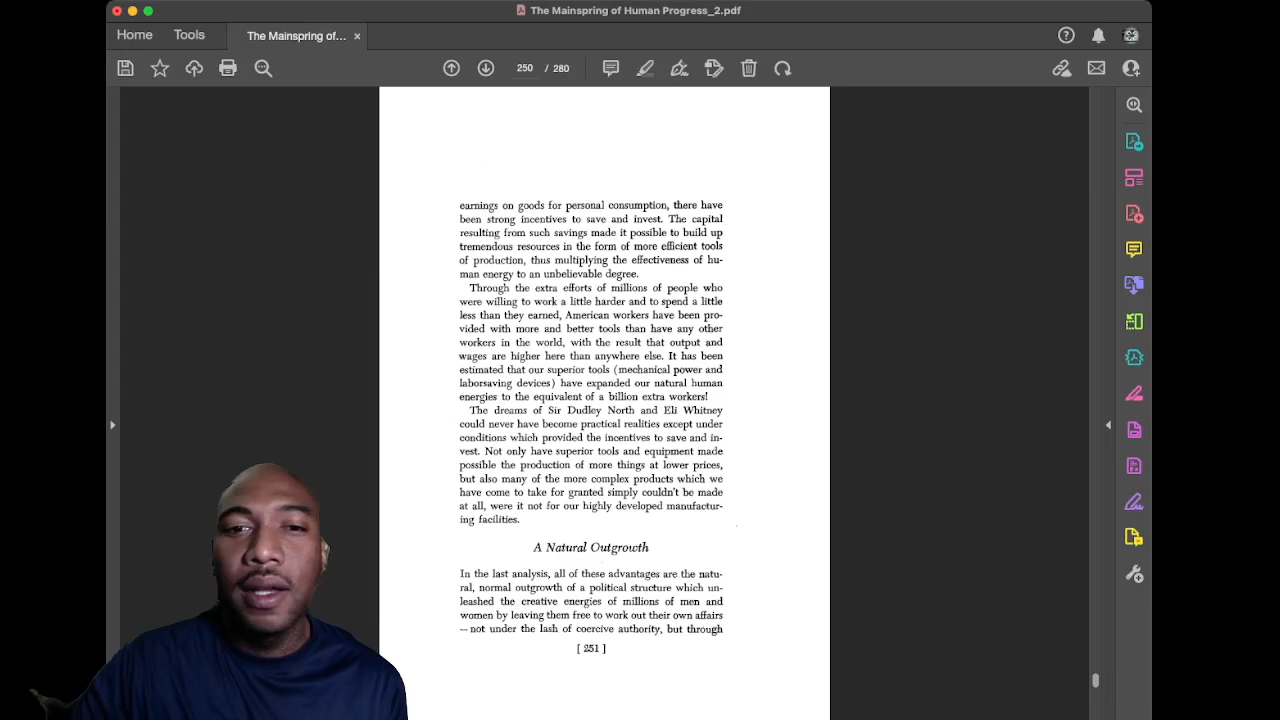 The Mainspring of Human Progress_2.pdf
Home
Tools
The Mainspring of...
250 / 280
earnings on goods for personal consumption, there have
been strong incentives to save and invest. The capital
resulting from such savings made it possible to build up
tremendous resources in the form of more efficient tools
of production, thus multiplying the effectiveness of hu-
man energy to an unbelievable degree.
Through the extra efforts of millions of people who
were willing to work a little harder and to spend a little
less than they earned, American workers have been pro-
vided with more and better tools than have any other
workers in the world, with the result that output and
wages are higher here than anywhere else. It has been
estimated that our superior tools (mechanical power and
laborsaving devices) have expanded our natural human
energies to the equivalent of a billion extra workers!
The dreams of Sir Dudley North and Eli Whitney
could never have become practical realities except under
conditions which provided the incentives to save and in-
vest. Not only have superior tools and equipment made
possible the production of more things at lower prices,
but also many of the more complex products which we
have come to take for granted simply couldn't be made
at all, were it not for our highly developed manufactur-
ing facilities.
A Natural Outgrowth
In the last analysis, all of these advantages are the natu-
ral, normal outgrowth of a political structure which un-
leashed the creative energies of millions of men and
women by leaving them free to work out their own affairs
—not under the lash of coercive authority, but through
[ 251 ]